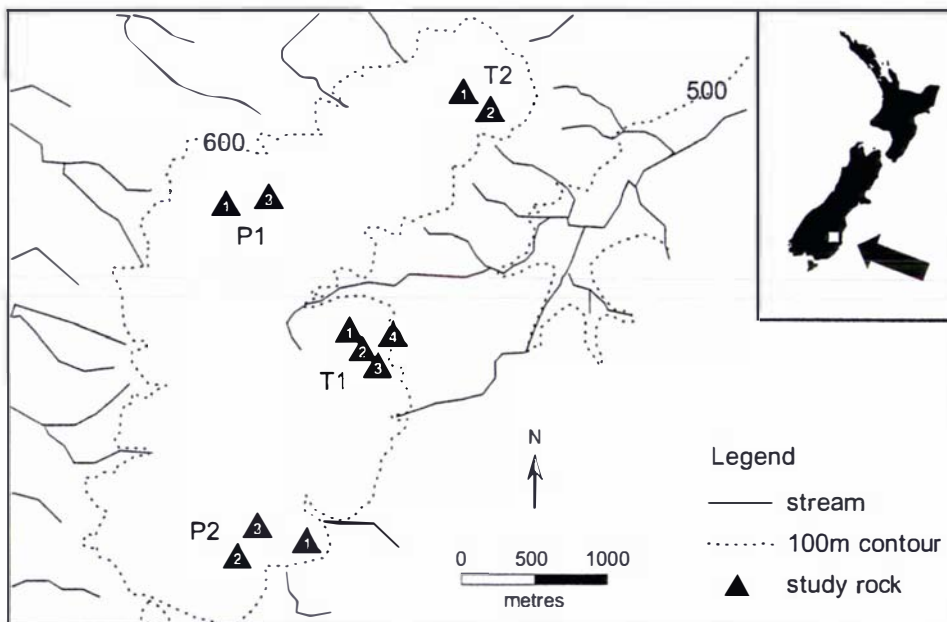 T2
1
2
500
600
1
3
P1
1
4
2
3
T1
N
Legend
stream
100m contour
study rock
P2
3
1
2
0 500 1000
metres